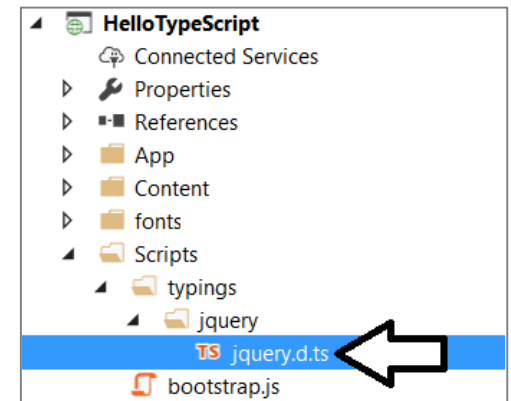 HelloTypeScript
Connected Services
Properties
References
App
Content
fonts
Scripts
typings
jquery
TS jquery.d.ts
bootstrap.js